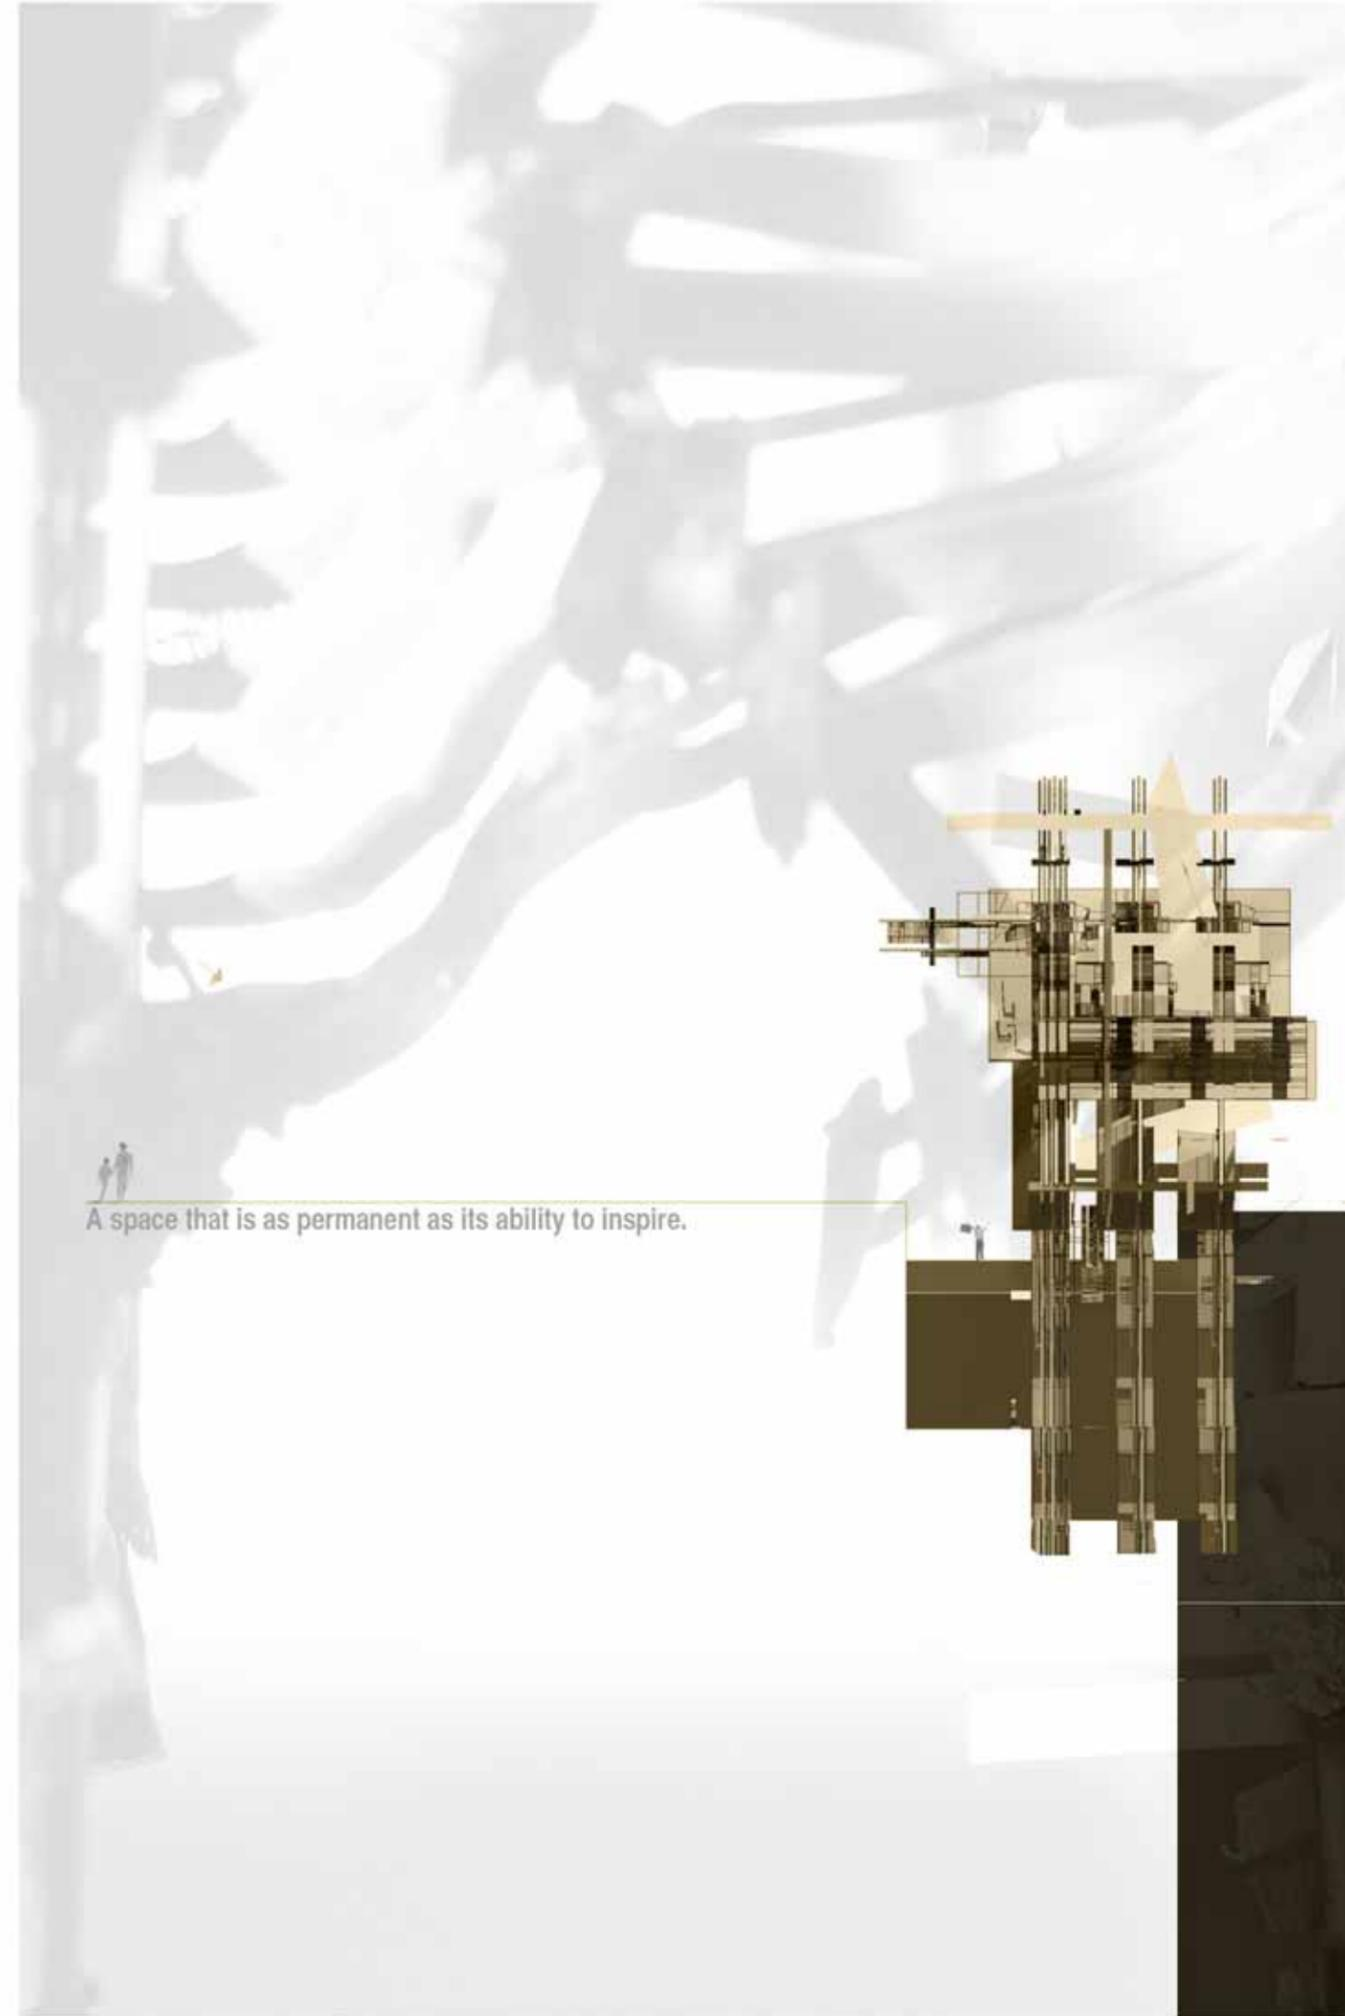 A space that is as permanent as its ability to inspire.